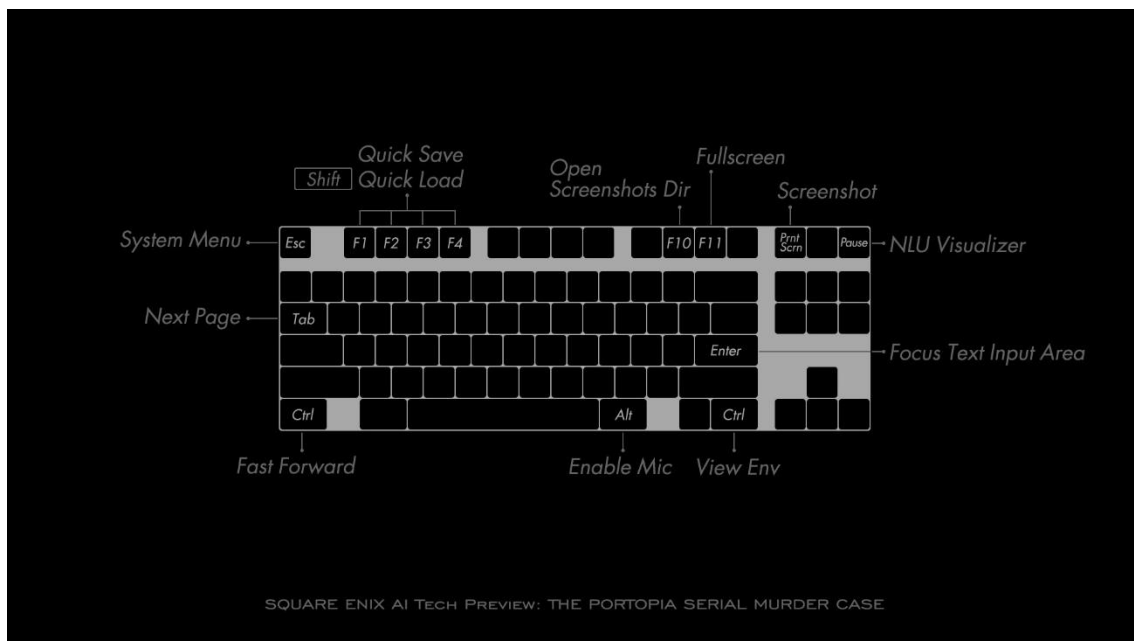 Quick Save
Shift Quick Load
Open
Screenshots Dir
Fullscreen
Screenshot
System Menu
Esc F1 F2 F3 F4 F10 F11 Prnt Scrn Pause
NLU Visualizer
Next Page
Tab
Enter
Focus Text Input Area
Ctrl Alt Ctrl
Fast Forward
Enable Mic
View Env
SQUARE ENIX AI TECH PREVIEW: THE PORTOPIA SERIAL MURDER CASE